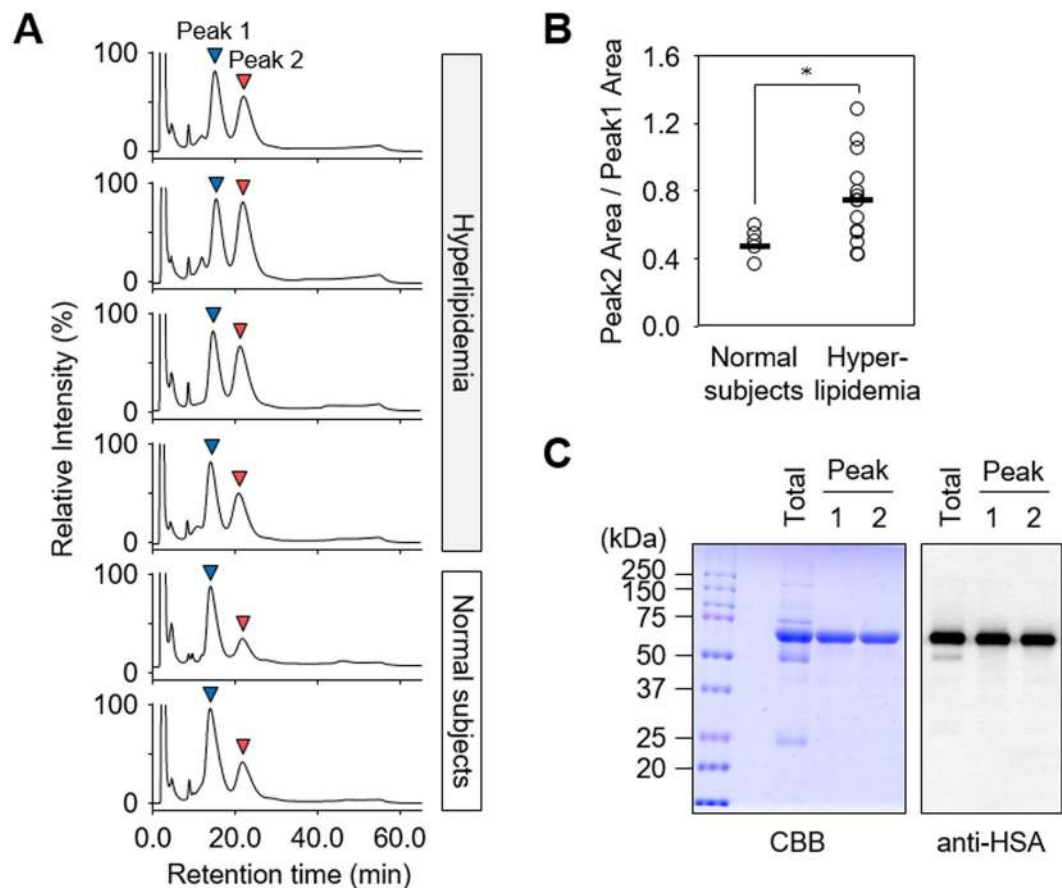 A
Peak 1
Peak 2
100
0
100
0
100
0
100
0
100
0
100
0
0.0 20.0 40.0 60.0
Retention time (min)
Relative Intensity (%)
Hyperlipidemia
Normal subjects
B
*
1.6
1.2
0.8
0.4
0.0
Peak2 Area / Peak1 Area
Normal
subjects
Hyper-
lipidemia
C
Total
Peak
1 2
Total
Peak
1 2
(kDa)
250
150
75
50
37
25
20
CBB
anti-HSA